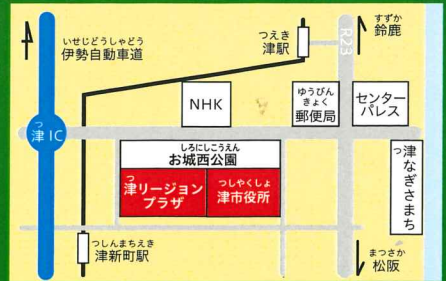 いせじどうしゃどう
伊勢自動車道
つえき
津駅
R23
すずか
鈴鹿
NHK
ゆうびん
きょく
郵便局
センター
パレス
つ
津IC
しろにしこうえん
お城西公園
つ
津リージョン
プラザ
つしやくしょ
津市役所
つ
津なぎさまち
つしんまちえき
津新町駅
まつさか
松阪